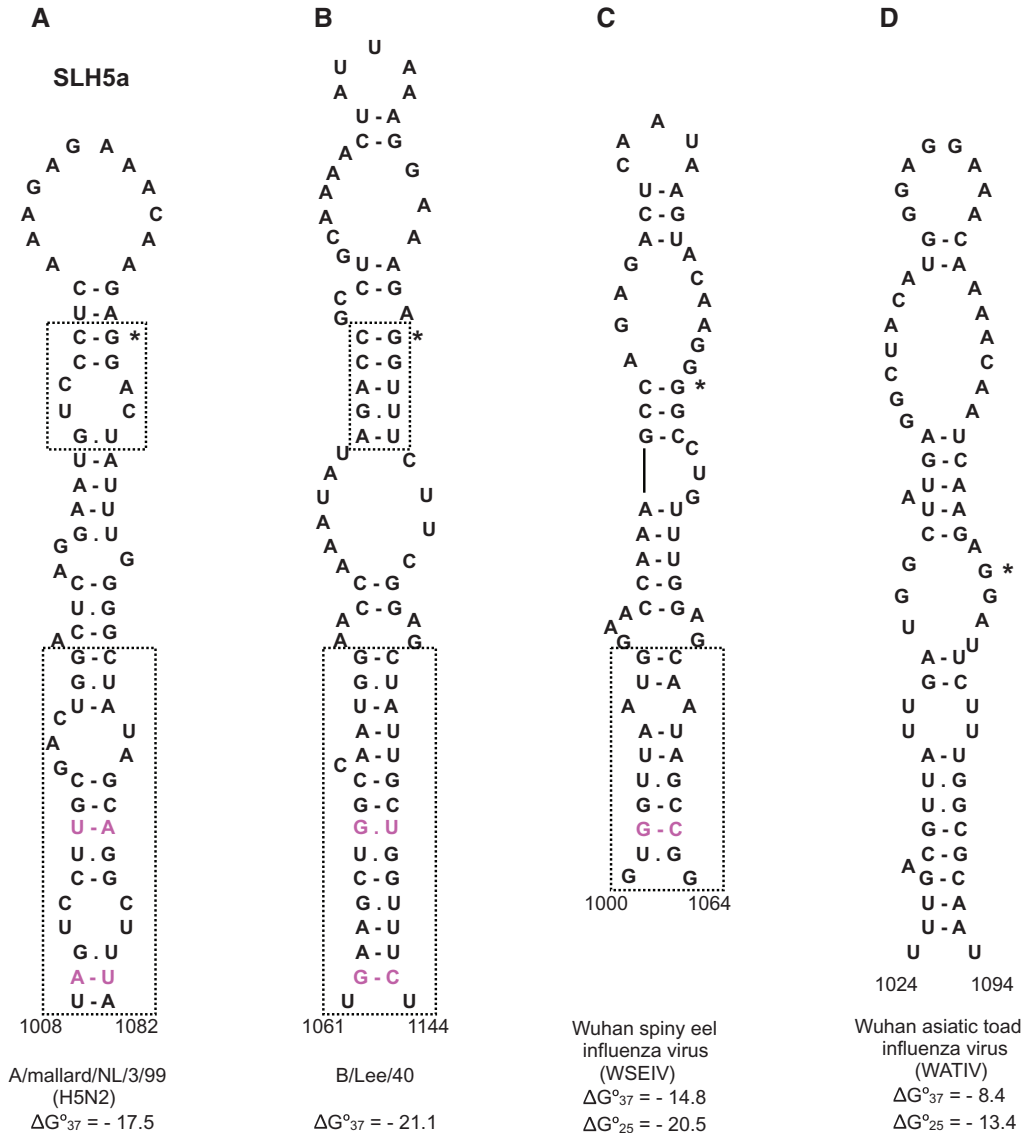 A
SLH5a
G A
A A
G A
A C
A A
A A
C - G
U - A
C - G *
C - G
C A
U C
G . U
U - A
A - U
A - U
G . U
G G
A
C - G
U . G
A C - G
G - C
G . U
U - A
C U
A A
G
C - G
G - C
U - A
U . G
C - G
C C
U U
G . U
A - U
U - A
1008 1082
A/mallard/NL/3/99
(H5N2)
ΔG°37 = - 17.5
B
U
U A
A A
U - A
C - G
A
A G
A A
A
C A
G U - A
C C - G
G A
C - G *
C - G
A - U
G . U
A - U
U C
A U
U U
A C
A
A
C - G
C - G
A A
A G
G - C
G . U
U - A
A - U
A - U
C C - G
G - C
G . U
U . G
C - G
G . U
A - U
A - U
G - C
U U
1061 1144
B/Lee/40
ΔG°37 = - 21.1
C
A
A U
C A
U - A
C - G
A - U
A
G C
A A
G A
G
A G
C - G *
C - G
G - C
C
U
G
A - U
A - U
A - U
C - G
C - G
A A
A G
G
G - C
U - A
A A
A - U
U - A
U . G
G - C
G - C
U . G
G G
1000 1064
Wuhan spiny eel
influenza virus
(WSEIV)
ΔG°37 = - 14.8
ΔG°25 = - 20.5
D
G G
A A
G A
G A
G - C
U - A
A A
C A
A A
U C
C A
G A
G A
A - U
G - C
U - A
A U - A
C - G
A
G G *
G G
U A
U
A - U
G - C
U U
U U
A - U
U . G
U . G
G - C
C - G
A G - C
U - A
U - A
U U
1024 1094
Wuhan asiatic toad
influenza virus
(WATIV)
ΔG°37 = - 8.4
ΔG°25 = - 13.4